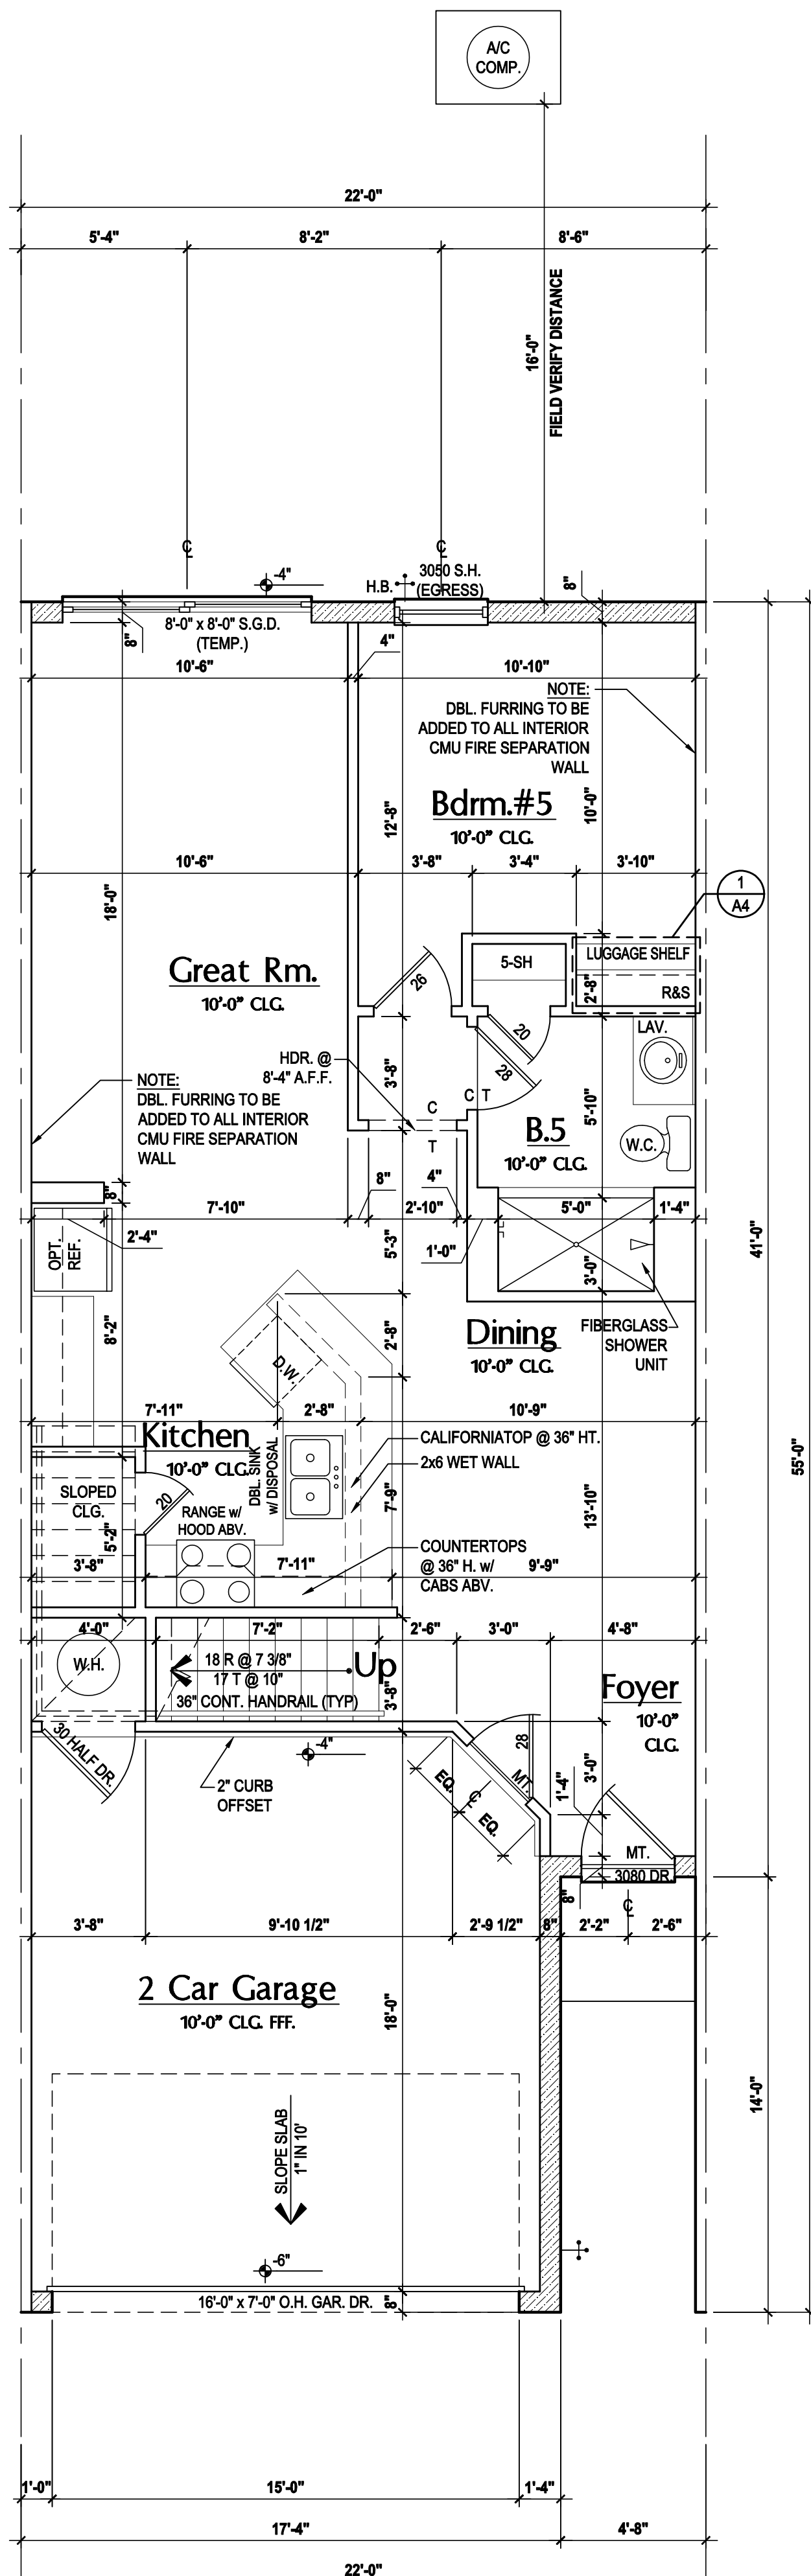 A/C
COMP.
22'-0"
5'-4"
8'-2"
8'-6"
16'-0"
FIELD VERIFY DISTANCE
-4"
H.B.
3050 S.H.
(EGRESS)
8"
8'-0" x 8'-0" S.G.D.
(TEMP.)
8"
4"
10'-6"
10'-10"
NOTE:
DBL. FURRING TO BE
ADDED TO ALL INTERIOR
CMU FIRE SEPARATION
WALL
Bdrm.#5
10'-0" CLG.
12'-8"
10'-0"
10'-6"
3'-8"
3'-4"
3'-10"
1
A4
18'-0"
Great Rm.
10'-0" CLG.
5-SH
LUGGAGE SHELF
R&S
2'-8"
26
20
28
LAV.
HDR. @
8'-4" A.F.F.
3'-8"
C T
C
T
NOTE:
DBL. FURRING TO BE
ADDED TO ALL INTERIOR
CMU FIRE SEPARATION
WALL
B.5
10'-0" CLG.
5'-10"
W.C.
8"
7'-10"
8"
2'-10"
4"
5'-0"
1'-4"
2'-4"
1'-0"
OPT.
REF.
5'-3"
3'-0"
41'-0"
8'-2"
2'-8"
Dining
10'-0" CLG.
FIBERGLASS
SHOWER
UNIT
D.W.
7'-11"
2'-8"
10'-9"
Kitchen
10'-0" CLG.
DBL. SINK
w/ DISPOSAL
CALIFORNIATOP @ 36" HT.
2x6 WET WALL
55'-0"
SLOPED
CLG.
20
RANGE w/
HOOD ABV.
7'-9"
13'-10"
5'-2"
COUNTERTOPS
@ 36" H. w/
CABS ABV.
3'-8"
7'-11"
9'-9"
4'-0"
7'-2"
2'-6"
3'-0"
4'-8"
W.H.
18 R @ 7 3/8"
17 T @ 10"
Up
36" CONT. HANDRAIL (TYP)
3'-8"
Foyer
10'-0"
CLG.
30 HALF DR.
-4"
28
MT.
2" CURB
OFFSET
EQ.
EQ.
1'-4"
3'-0"
MT.
3080 DR.
8"
3'-8"
9'-10 1/2"
2'-9 1/2"
8"
2'-2"
2'-6"
2 Car Garage
10'-0" CLG. FFF.
18'-0"
14'-0"
SLOPE SLAB
1" IN 10'
-6"
16'-0" x 7'-0" O.H. GAR. DR.
8"
1'-0"
15'-0"
1'-4"
17'-4"
4'-8"
22'-0"